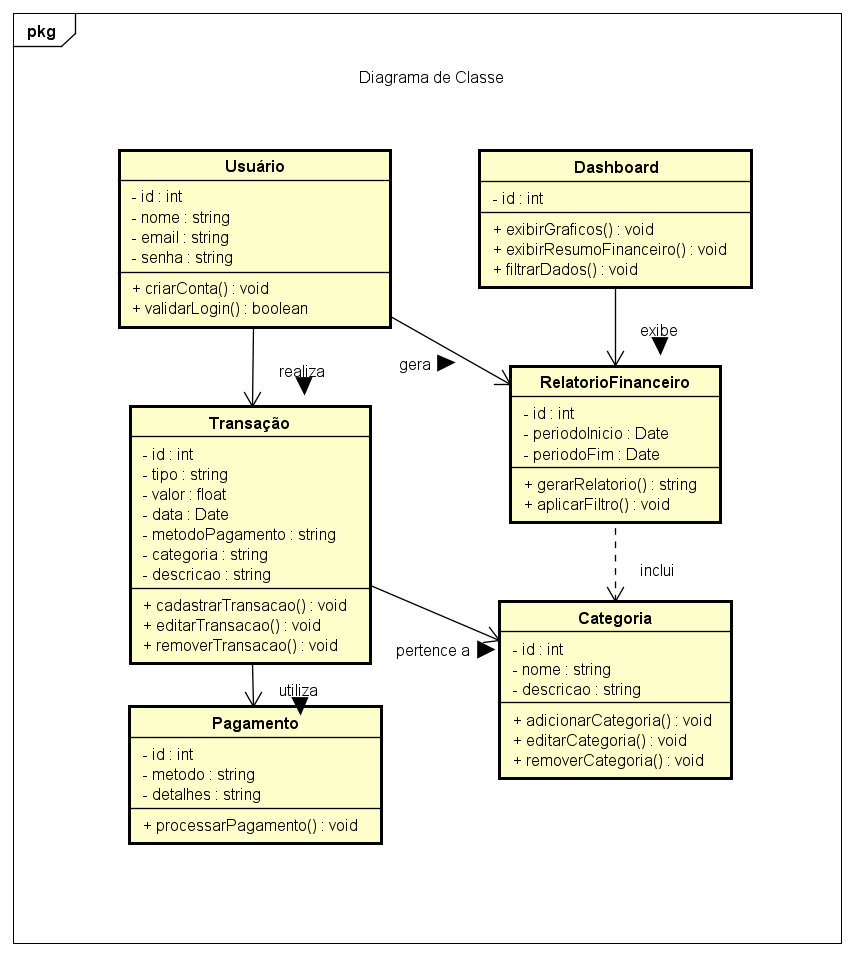 pkg
Diagrama de Classe
Usuário
- id : int
- nome : string
- email : string
- senha : string
+ criarConta() : void
+ validarLogin() : boolean
Dashboard
- id : int
+ exibirGraficos() : void
+ exibirResumoFinanceiro() : void
+ filtrarDados() : void
realiza
gera
exibe
Transação
- id : int
- tipo : string
- valor : float
- data : Date
- metodoPagamento : string
- categoria : string
- descricao : string
+ cadastrarTransacao() : void
+ editarTransacao() : void
+ removerTransacao() : void
RelatorioFinanceiro
- id : int
- periodoInicio : Date
- periodoFim : Date
+ gerarRelatorio() : string
+ aplicarFiltro() : void
inclui
pertence a
utiliza
Categoria
- id : int
- nome : string
- descricao : string
+ adicionarCategoria() : void
+ editarCategoria() : void
+ removerCategoria() : void
Pagamento
- id : int
- metodo : string
- detalhes : string
+ processarPagamento() : void